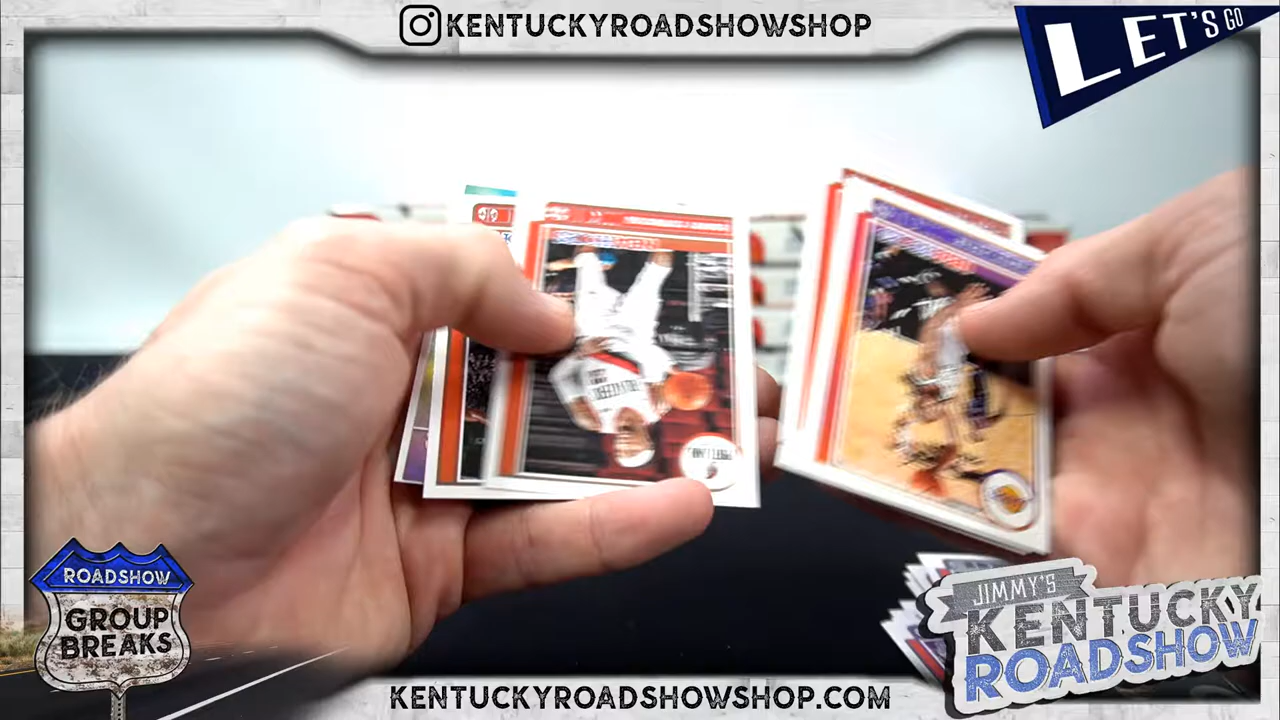 KENTUCKYROADSHOWSHOP
LET'S GO
ROADSHOW
GROUP
BREAKS
JIMMY'S
KENTUCKY
ROADSHOW
KENTUCKYROADSHOWSHOP.COM